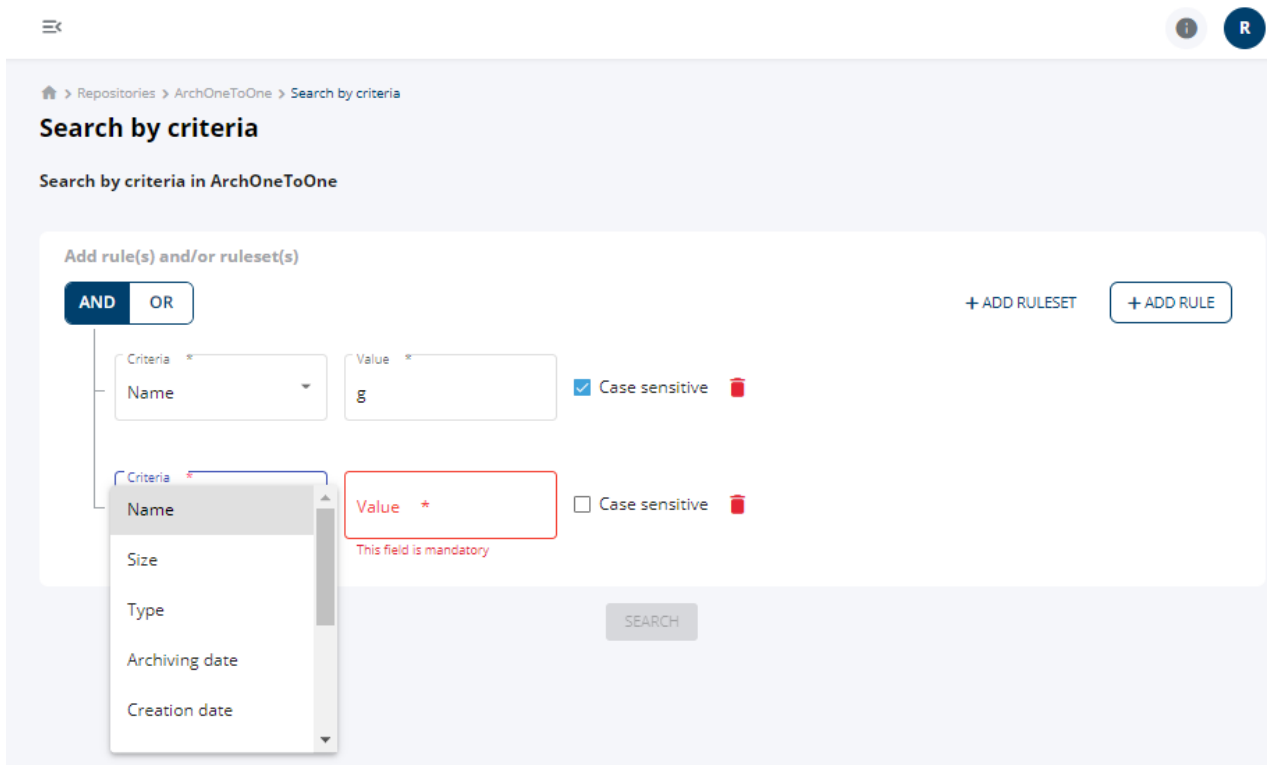 R
Repositories > ArchOneToOne > Search by criteria
Search by criteria
Search by criteria in ArchOneToOne
Add rule(s) and/or ruleset(s)
AND OR + ADD RULESET + ADD RULE
Criteria * Value *
Name g Case sensitive
Criteria *
Name Value * Case sensitive
This field is mandatory
Size
Type
SEARCH
Archiving date
Creation date